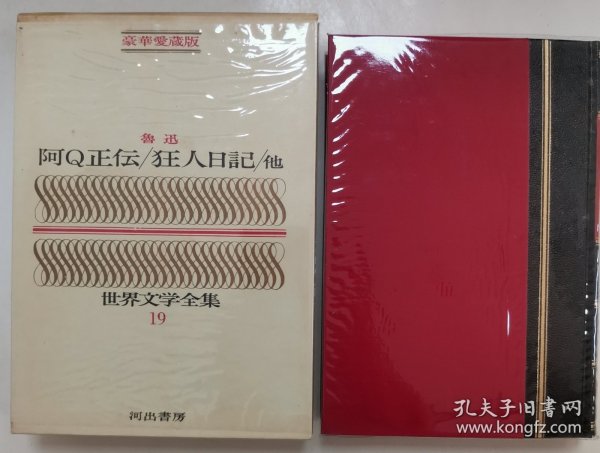 豪華愛蔵版
魯迅
阿Q正伝/狂人日記/他
世界文学全集
19
河出書房
孔夫子旧書网
www.kongfz.com